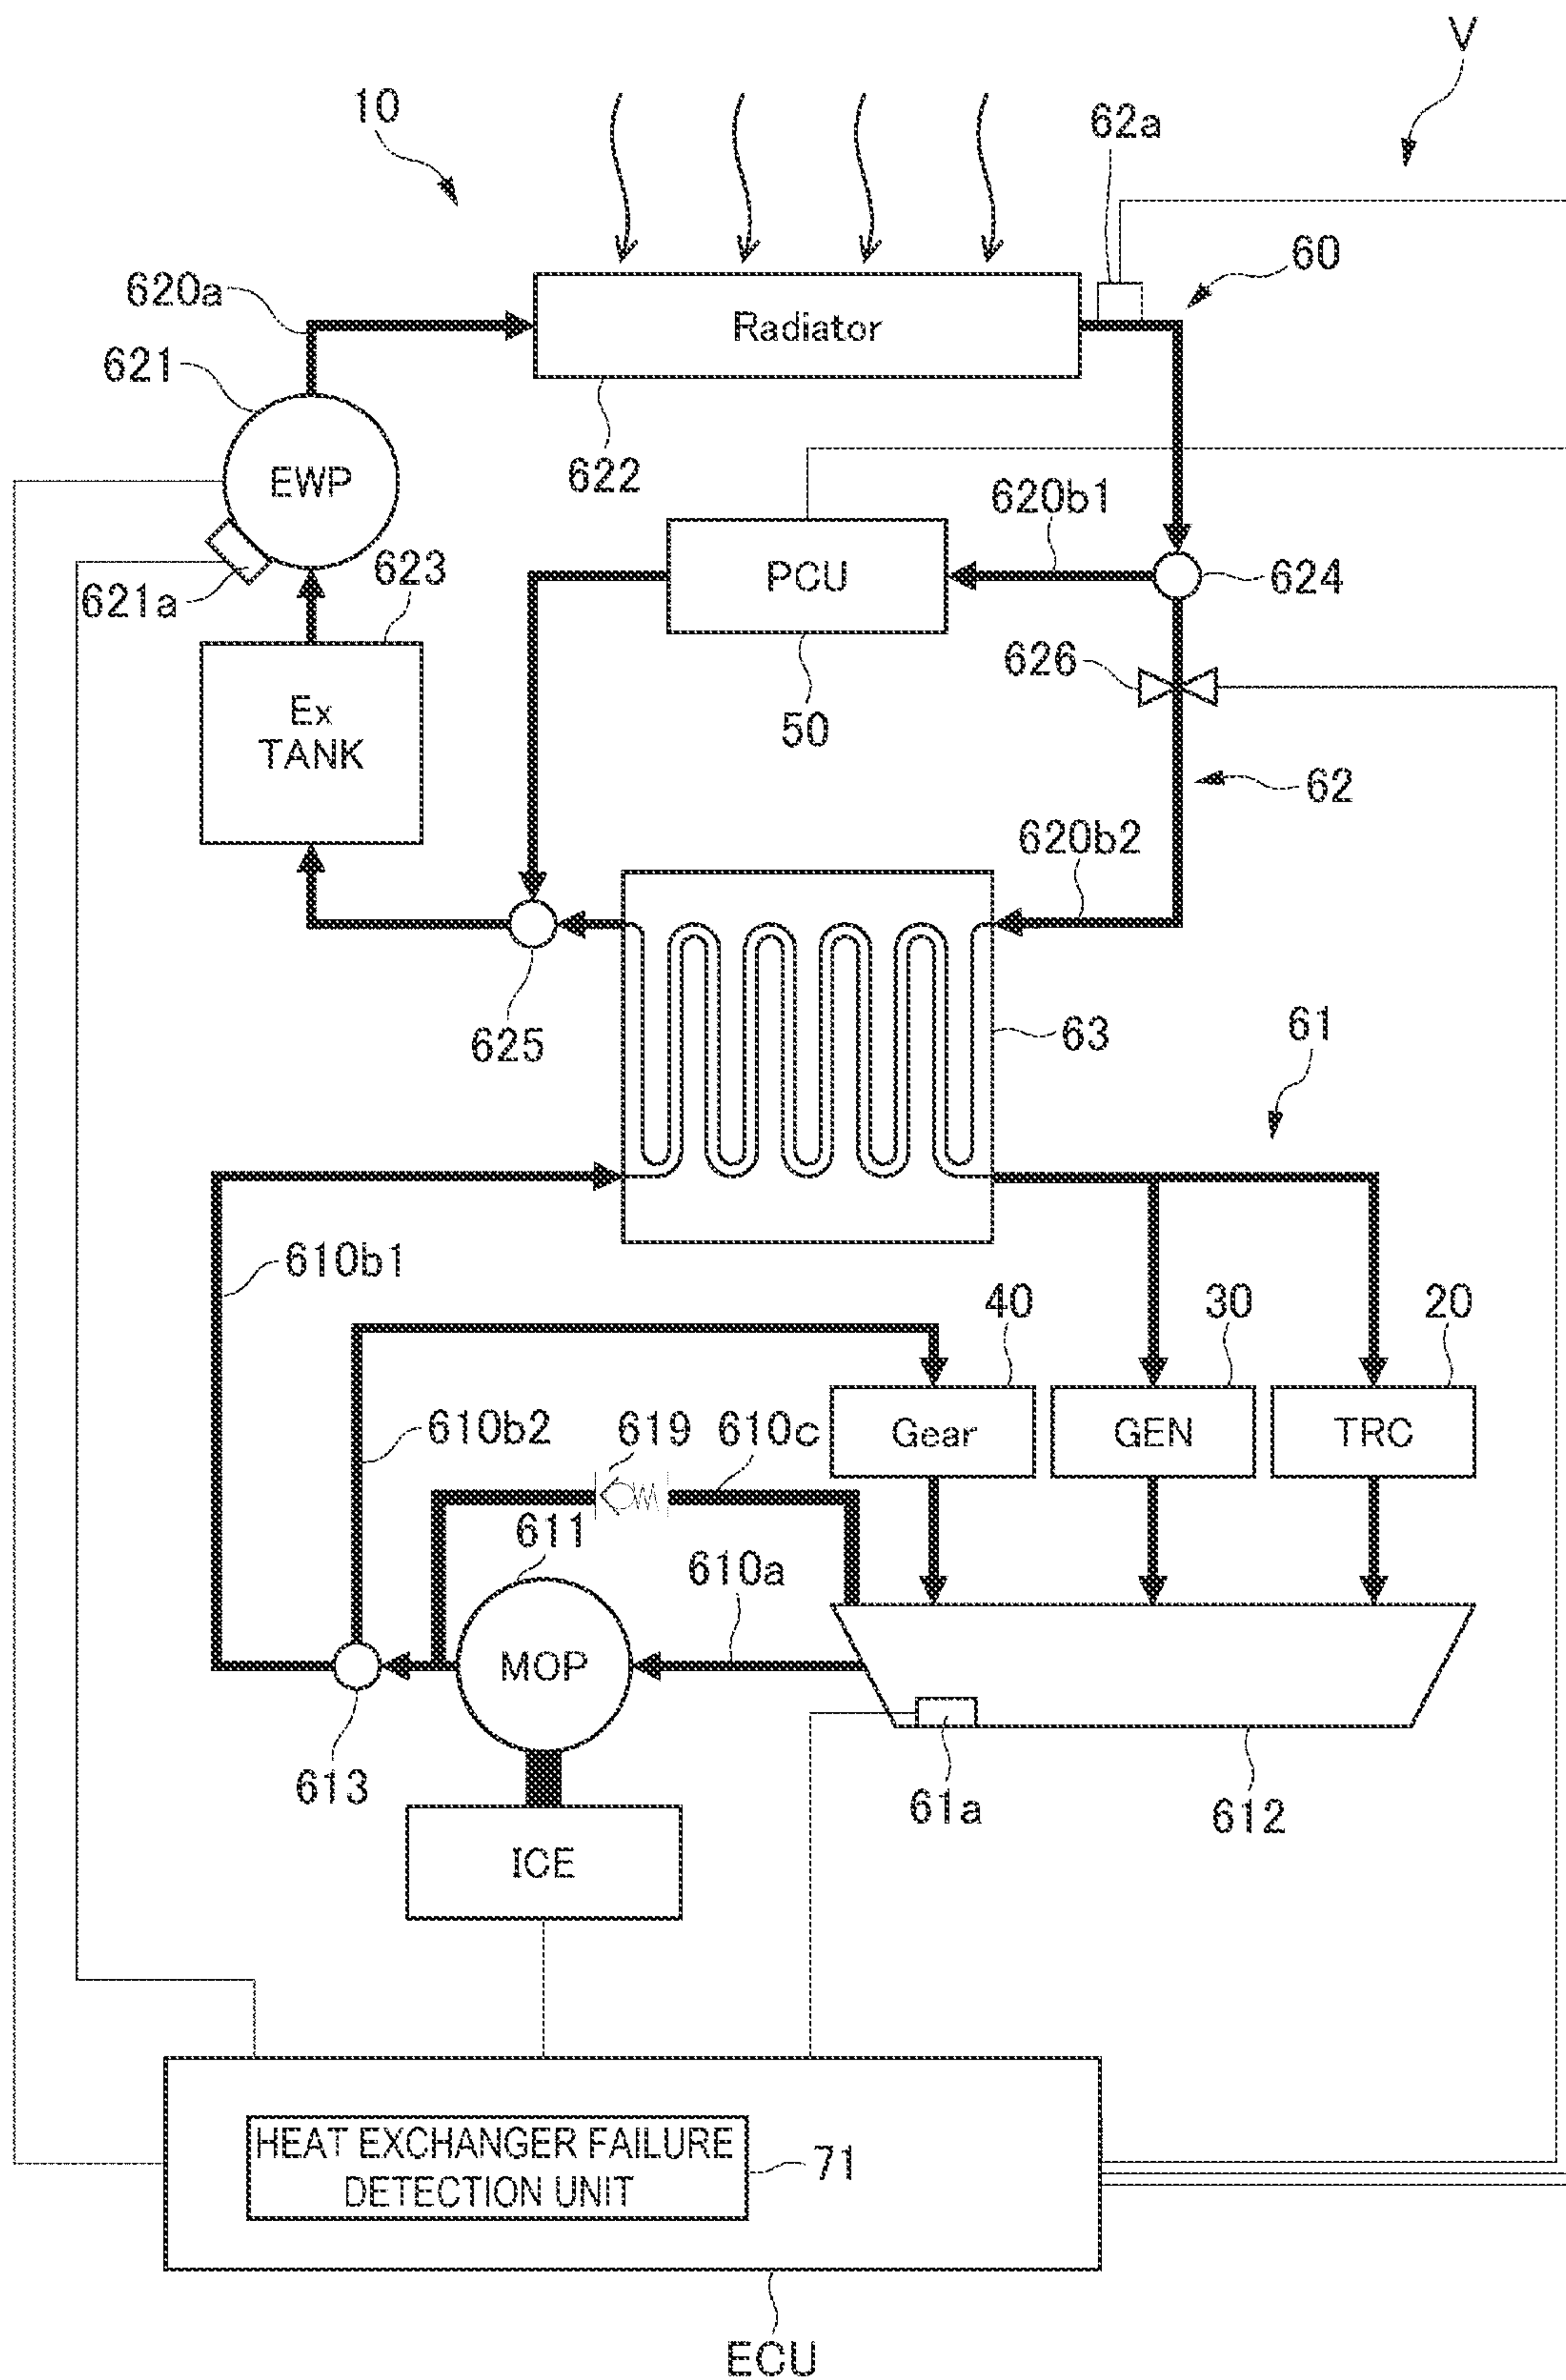 V
10
62a
60
620a
Radiator
621
622
EWP
620b1
623
PCU
624
621a
626
Ex
TANK
50
62
620b2
625
63
61
610b1
40
30
20
610b2
619
610c
Gear
GEN
TRC
611
610a
MOP
613
61a
612
ICE
HEAT EXCHANGER FAILURE
DETECTION UNIT
71
ECU